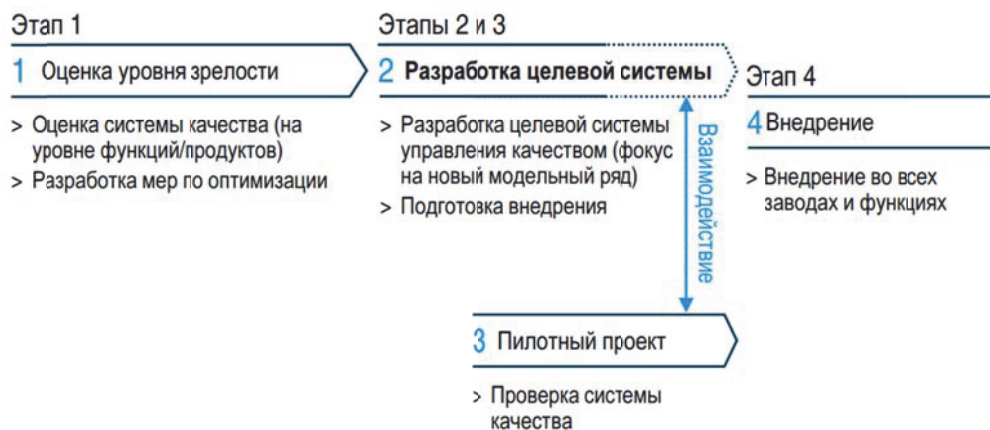 Этап 1
1 Оценка уровня зрелости
> Оценка системы качества (на
уровне функций/продуктов)
> Разработка мер по оптимизации
Этапы 2 и 3
2 Разработка целевой системы
> Разработка целевой системы
управления качеством (фокус
на новый модельный ряд)
> Подготовка внедрения
Взаимодействие
3 Пилотный проект
> Проверка системы
качества
Этап 4
4 Внедрение
> Внедрение во всех
заводах и функциях